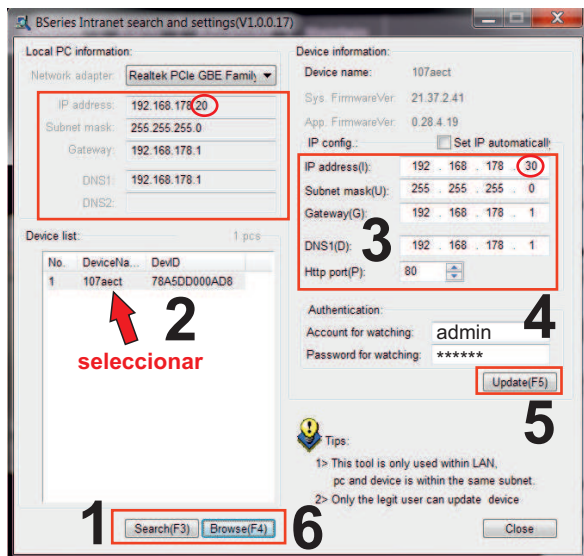 BSeries Intranet search and settings(V1.0.0.17)
Local PC information:
Network adapter: Realtek PCIe GBE Family
IP address: 192.168.178.20
Subnet mask: 255.255.255.0
Gateway: 192.168.178.1
DNS1: 192.168.178.1
DNS2:
Device list: 1 pcs
No. DeviceNa... DevID
1 107aect 78A5DD000AD8
2
seleccionar
1 Search(F3) Browse(F4) 6
Device information:
Device name: 107aect
Sys. FirmwareVer: 21.37.2.41
App. FirmwareVer: 0.28.4.19
IP config.: Set IP automatically
IP address(I): 192 . 168 . 178 . 30
Subnet mask(U): 255 . 255 . 255 . 0
Gateway(G): 192 . 168 . 178 . 1
3
DNS1(D): 192 . 168 . 178 . 1
Http port(P): 80
Authentication:
Account for watching: admin
4
Password for watching: ******
Update(F5)
5
Tips:
1> This tool is only used within LAN,
pc and device is within the same subnet.
2> Only the legit user can update device
Close